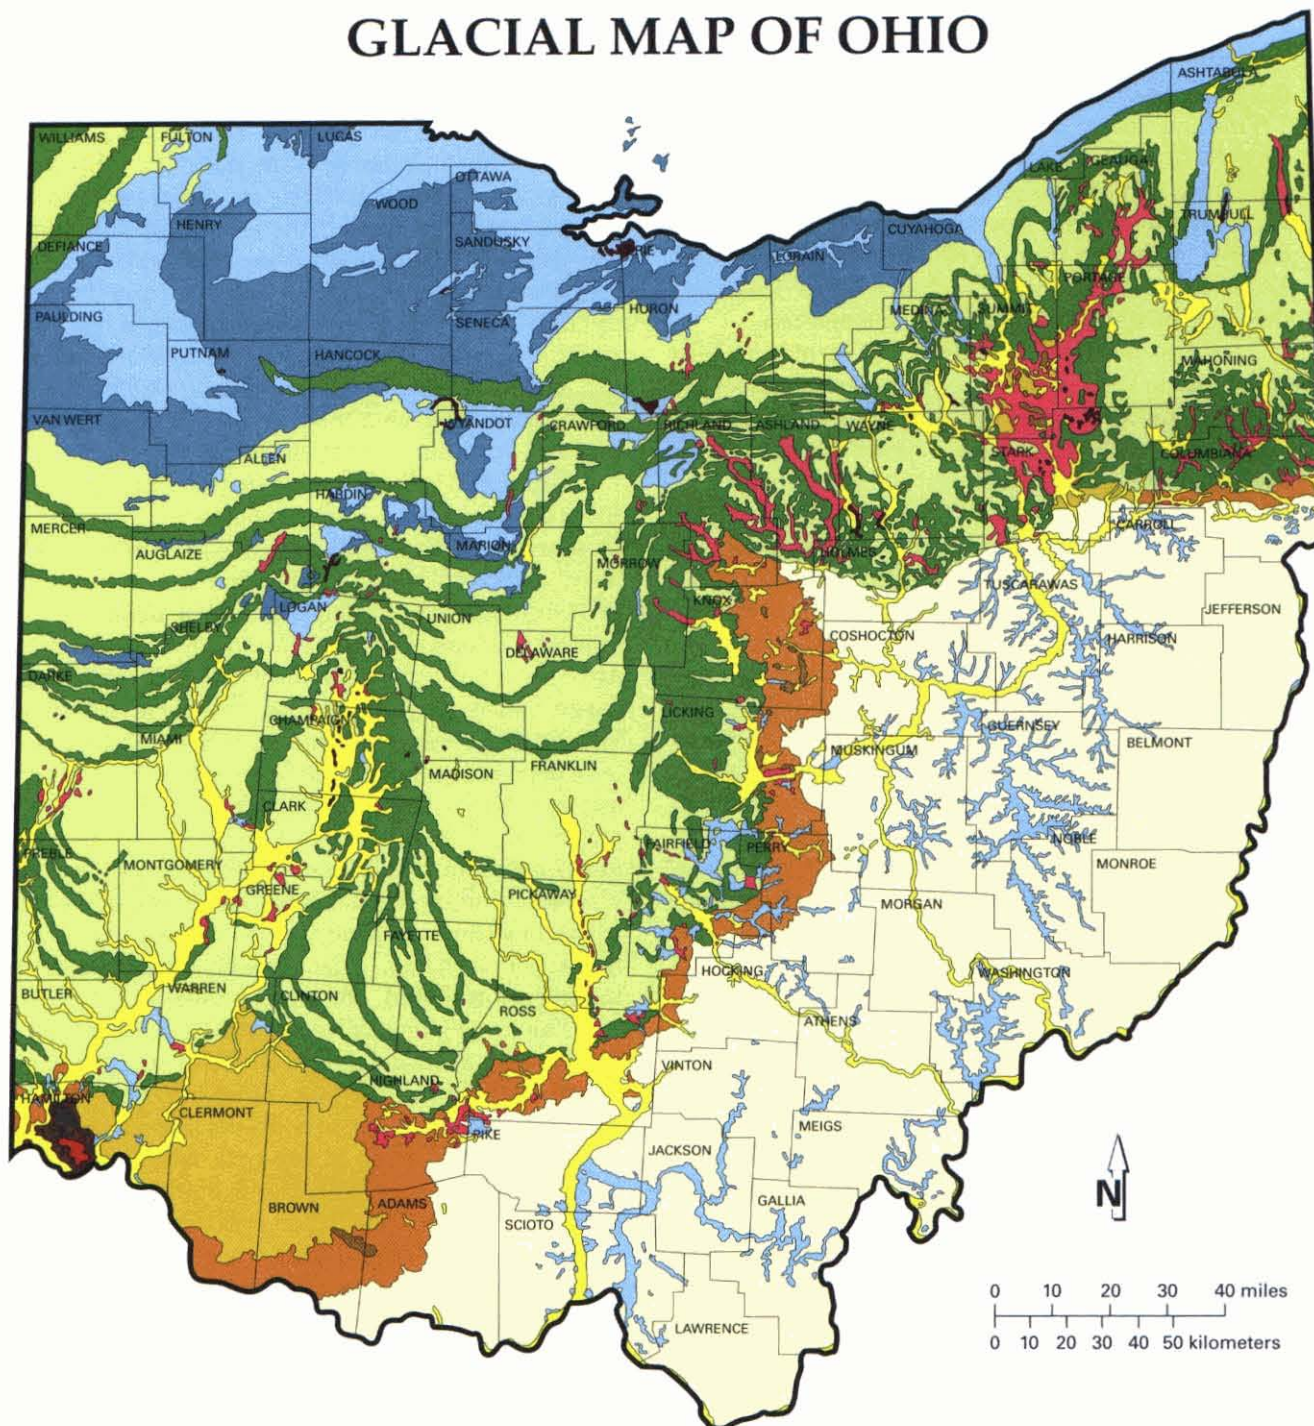 GLACIAL MAP OF OHIO
ASHTABULA
WILLIAMS
FULTON
LUCAS
LAKE
GEAUGA
OTTAWA
WOOD
TRUMBULL
HENRY
CUYAHOGA
DEFIANCE
SANDUSKY
ERIE
LORAIN
PORTAGE
PAULDING
SENECA
HURON
MEDINA
SUMMIT
PUTNAM
HANCOCK
MAHONING
VAN WERT
WYANDOT
CRAWFORD
RICHLAND
ASHLAND
WAYNE
ALLEN
STARK
COLUMBIANA
HARDIN
MERCER
AUGLAIZE
MARION
CARROLL
HOLMES
MORROW
TUSCARAWAS
LOGAN
UNION
KNOX
JEFFERSON
SHELBY
COSHOCTON
HARRISON
DELAWARE
DARKE
LICKING
CHAMPAIGN
GUERNSEY
MIAMI
MUSKINGUM
BELMONT
MADISON
FRANKLIN
CLARK
PREBLE
MONTGOMERY
FAIRFIELD
PERRY
NOBLE
MONROE
GREENE
PICKAWAY
MORGAN
FAYETTE
HOCKING
WASHINGTON
BUTLER
WARREN
CLINTON
ROSS
ATHENS
VINTON
HIGHLAND
HAMILTON
CLERMONT
MEIGS
PIKE
JACKSON
BROWN
ADAMS
GALLIA
SCIOTO
N
LAWRENCE
0 10 20 30 40 miles
0 10 20 30 40 50 kilometers